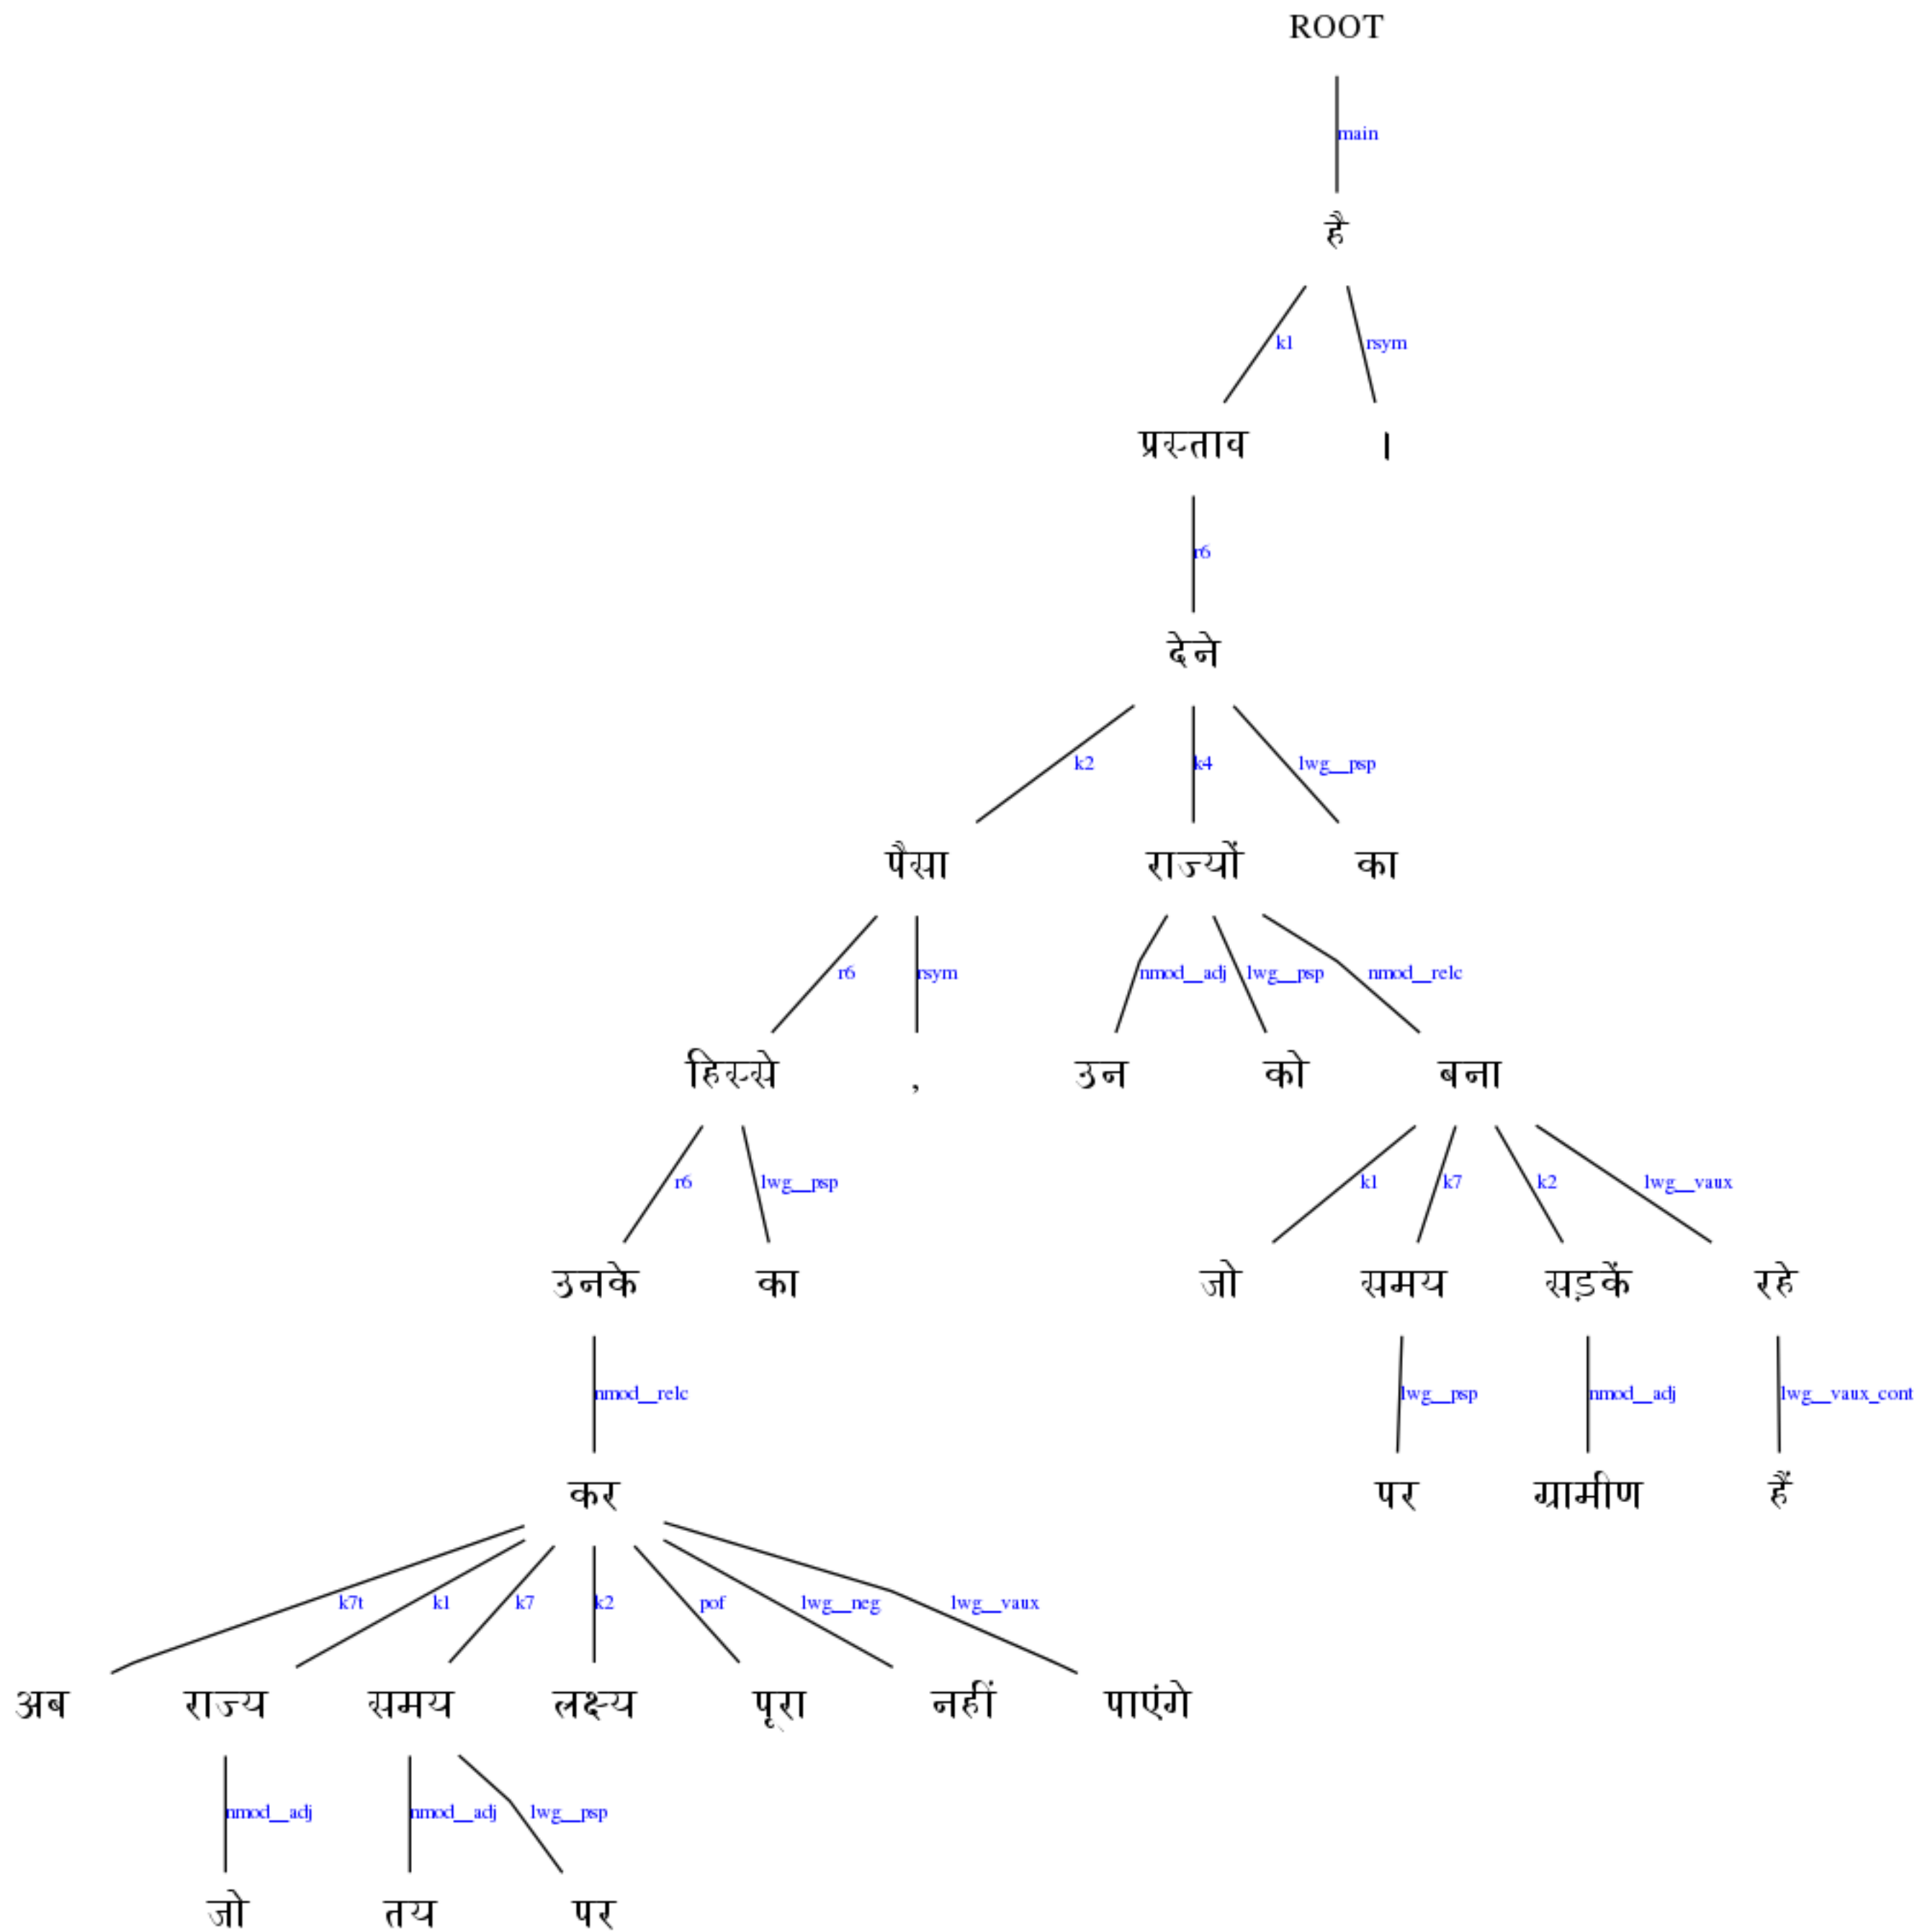 ROOT
main
है
k1 rsym
प्रस्ताव ।
r6
देने
k2 k4 lwg__psp
पैसा राज्यों का
r6 rsym nmod__adj lwg__psp nmod__relc
हिस्से , उन को बना
r6 lwg__psp k1 k7 k2 lwg__vaux
उनके का जो समय सड़कें रहे
nmod__relc lwg__psp nmod__adj lwg__vaux_cont
कर पर ग्रामीण हैं
k7t k1 k7 k2 pof lwg__neg lwg__vaux
अब राज्य समय लक्ष्य पूरा नहीं पाएंगे
nmod__adj nmod__adj lwg__psp
जो तय पर